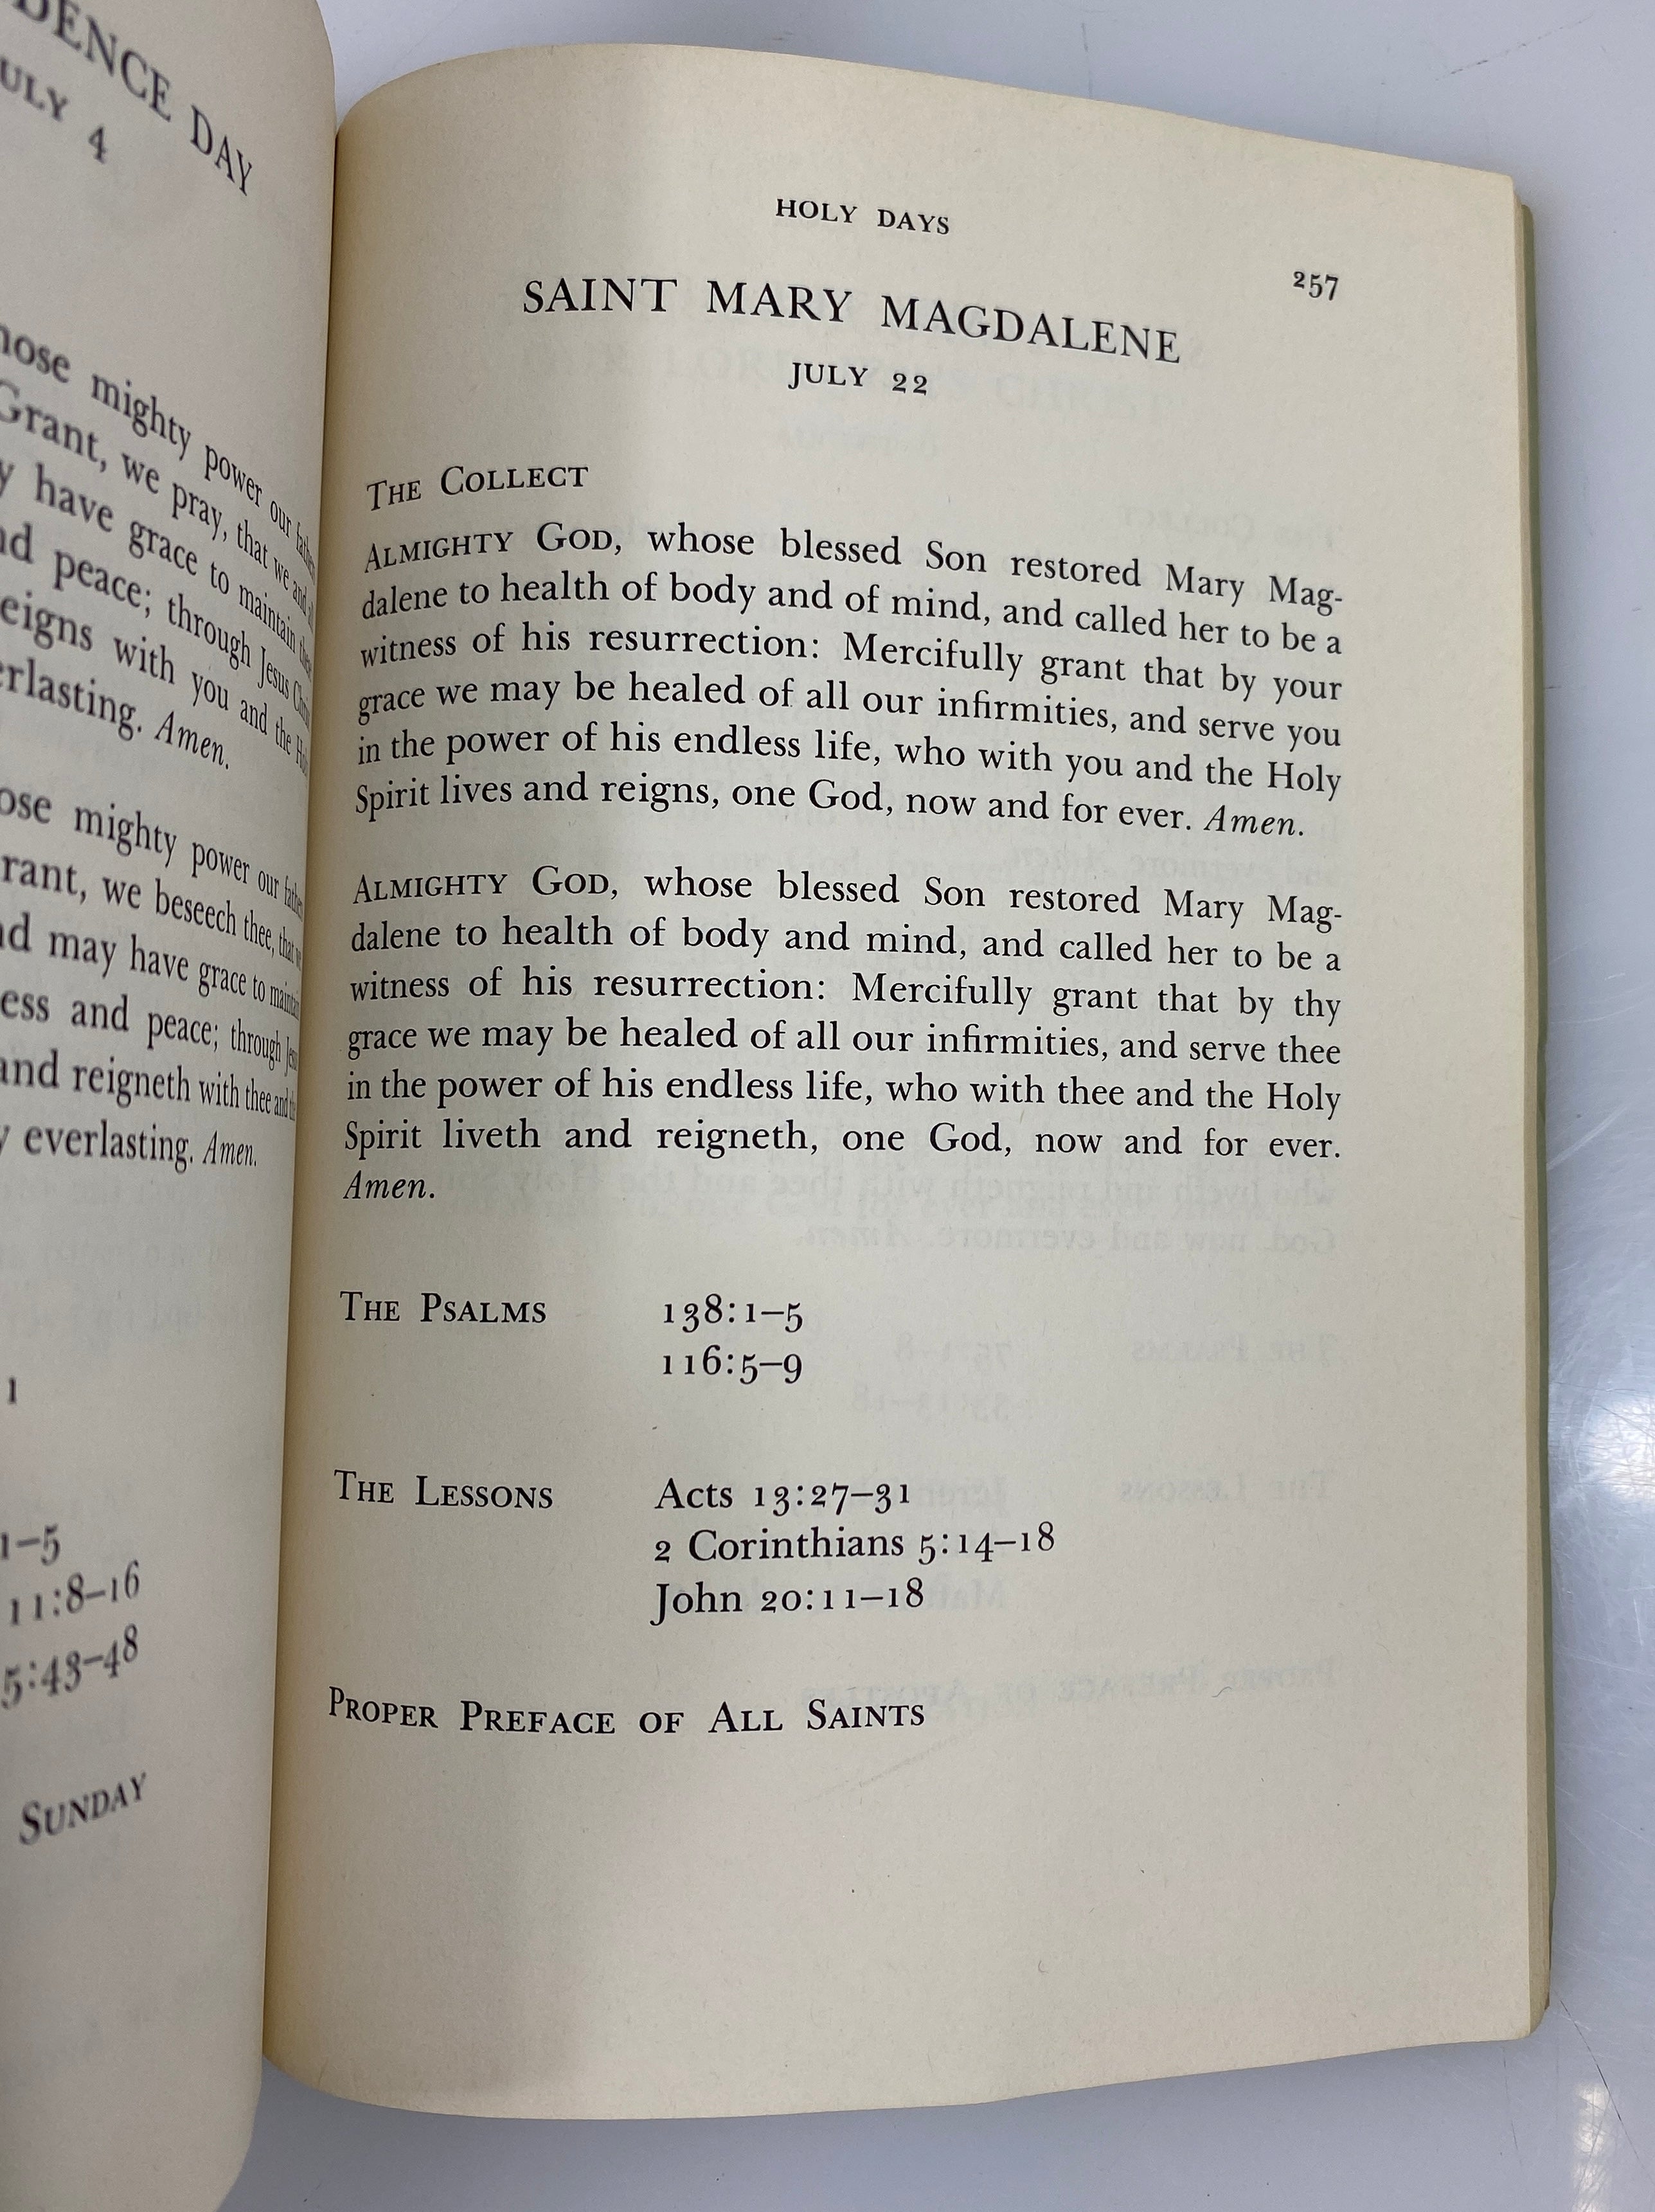 DENCE DAY
ULY 4
hose mighty power our fathers
Grant, we pray, that we and all
y have grace to maintain these
nd peace; through Jesus Christ
eigns with you and the Holy
erlasting. Amen.
ose mighty power our fathers
rant, we beseech thee, that we
nd may have grace to maintain
ess and peace; through Jesus
and reigneth with thee and the
y everlasting. Amen.
1
1–5
11:8–16
5:43–48
SUNDAY
HOLY DAYS
257
SAINT MARY MAGDALENE
JULY 22
THE COLLECT
ALMIGHTY GOD, whose blessed Son restored Mary Mag-
dalene to health of body and of mind, and called her to be a
witness of his resurrection: Mercifully grant that by your
grace we may be healed of all our infirmities, and serve you
in the power of his endless life, who with you and the Holy
Spirit lives and reigns, one God, now and for ever. Amen.
ALMIGHTY GOD, whose blessed Son restored Mary Mag-
dalene to health of body and mind, and called her to be a
witness of his resurrection: Mercifully grant that by thy
grace we may be healed of all our infirmities, and serve thee
in the power of his endless life, who with thee and the Holy
Spirit liveth and reigneth, one God, now and for ever.
Amen.
THE PSALMS 138:1–5
116:5–9
THE LESSONS Acts 13:27–31
2 Corinthians 5:14–18
John 20:11–18
PROPER PREFACE OF ALL SAINTS